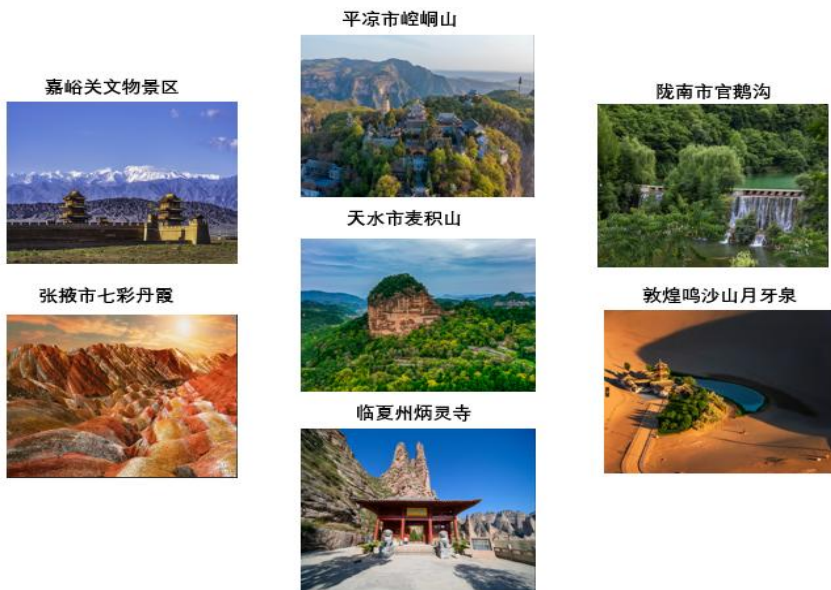 平凉市崆峒山
嘉峪关文物景区
陇南市官鹅沟
天水市麦积山
张掖市七彩丹霞
敦煌鸣沙山月牙泉
临夏州炳灵寺